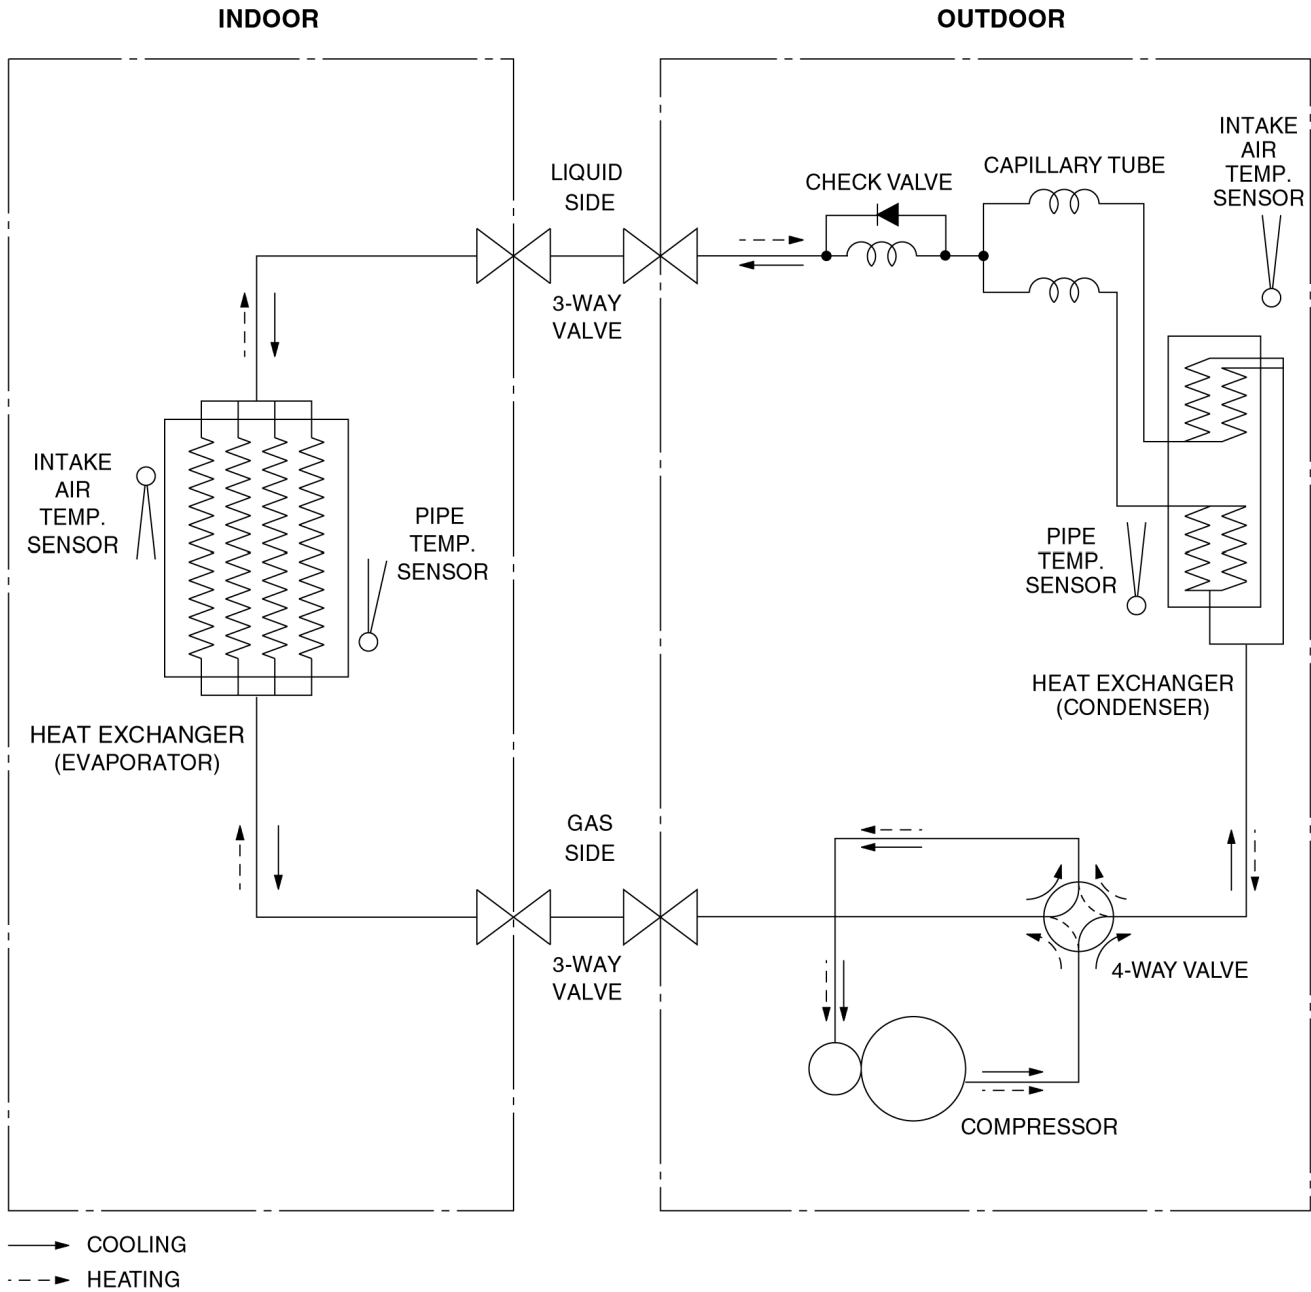 INDOOR
OUTDOOR
LIQUID
SIDE
3-WAY
VALVE
CHECK VALVE
CAPILLARY TUBE
INTAKE
AIR
TEMP.
SENSOR
INTAKE
AIR
TEMP.
SENSOR
PIPE
TEMP.
SENSOR
PIPE
TEMP.
SENSOR
HEAT EXCHANGER
(EVAPORATOR)
HEAT EXCHANGER
(CONDENSER)
GAS
SIDE
3-WAY
VALVE
4-WAY VALVE
COMPRESSOR
COOLING
HEATING